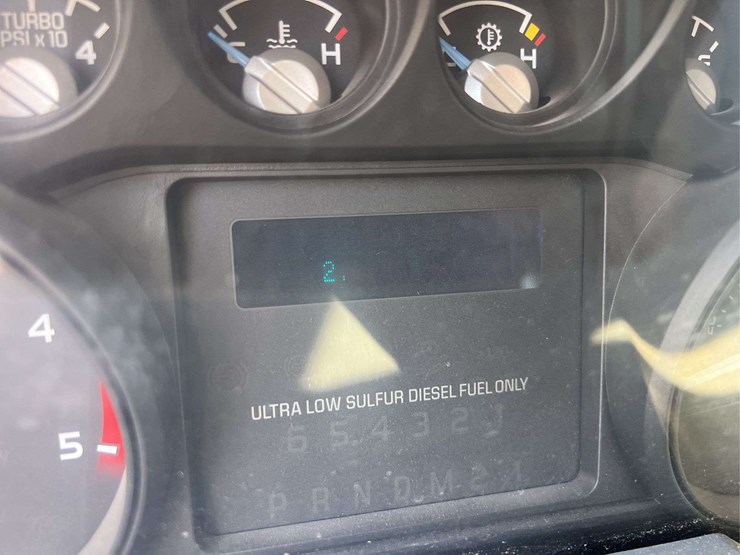 TURBO
PSI x 10
4
C H
C H
2.
4
ULTRA LOW SULFUR DIESEL FUEL ONLY
6 5 4 3 2 1
5
P R N D M 2 1